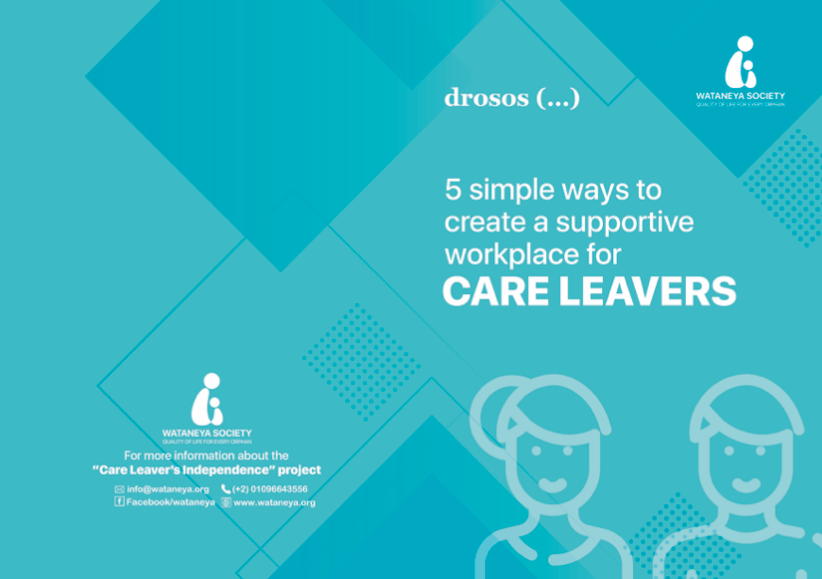 drosos (...)
WATANEYA SOCIETY
QUALITY OF LIFE FOR EVERY ORPHAN
5 simple ways to
create a supportive
workplace for
CARE LEAVERS
WATANEYA SOCIETY
QUALITY OF LIFE FOR EVERY ORPHAN
For more information about the
“Care Leaver's Independence” project
info@wataneya.org (+2) 01096643556
Facebook/wataneya www.wataneya.org